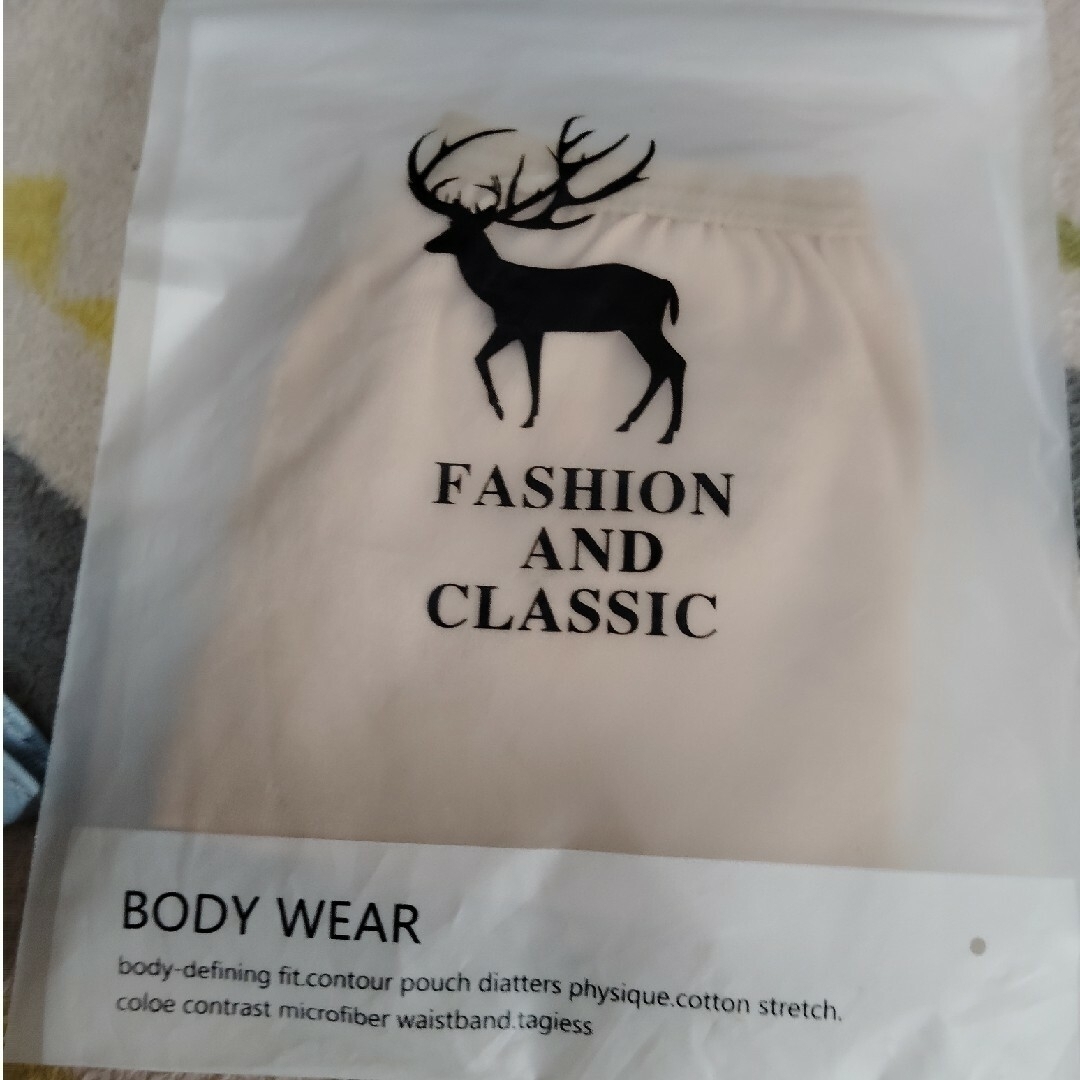 FASHION
AND
CLASSIC
BODY WEAR
body-defining fit.contour pouch diatters physique.cotton stretch.
coloe contrast microfiber waistband.tagiess